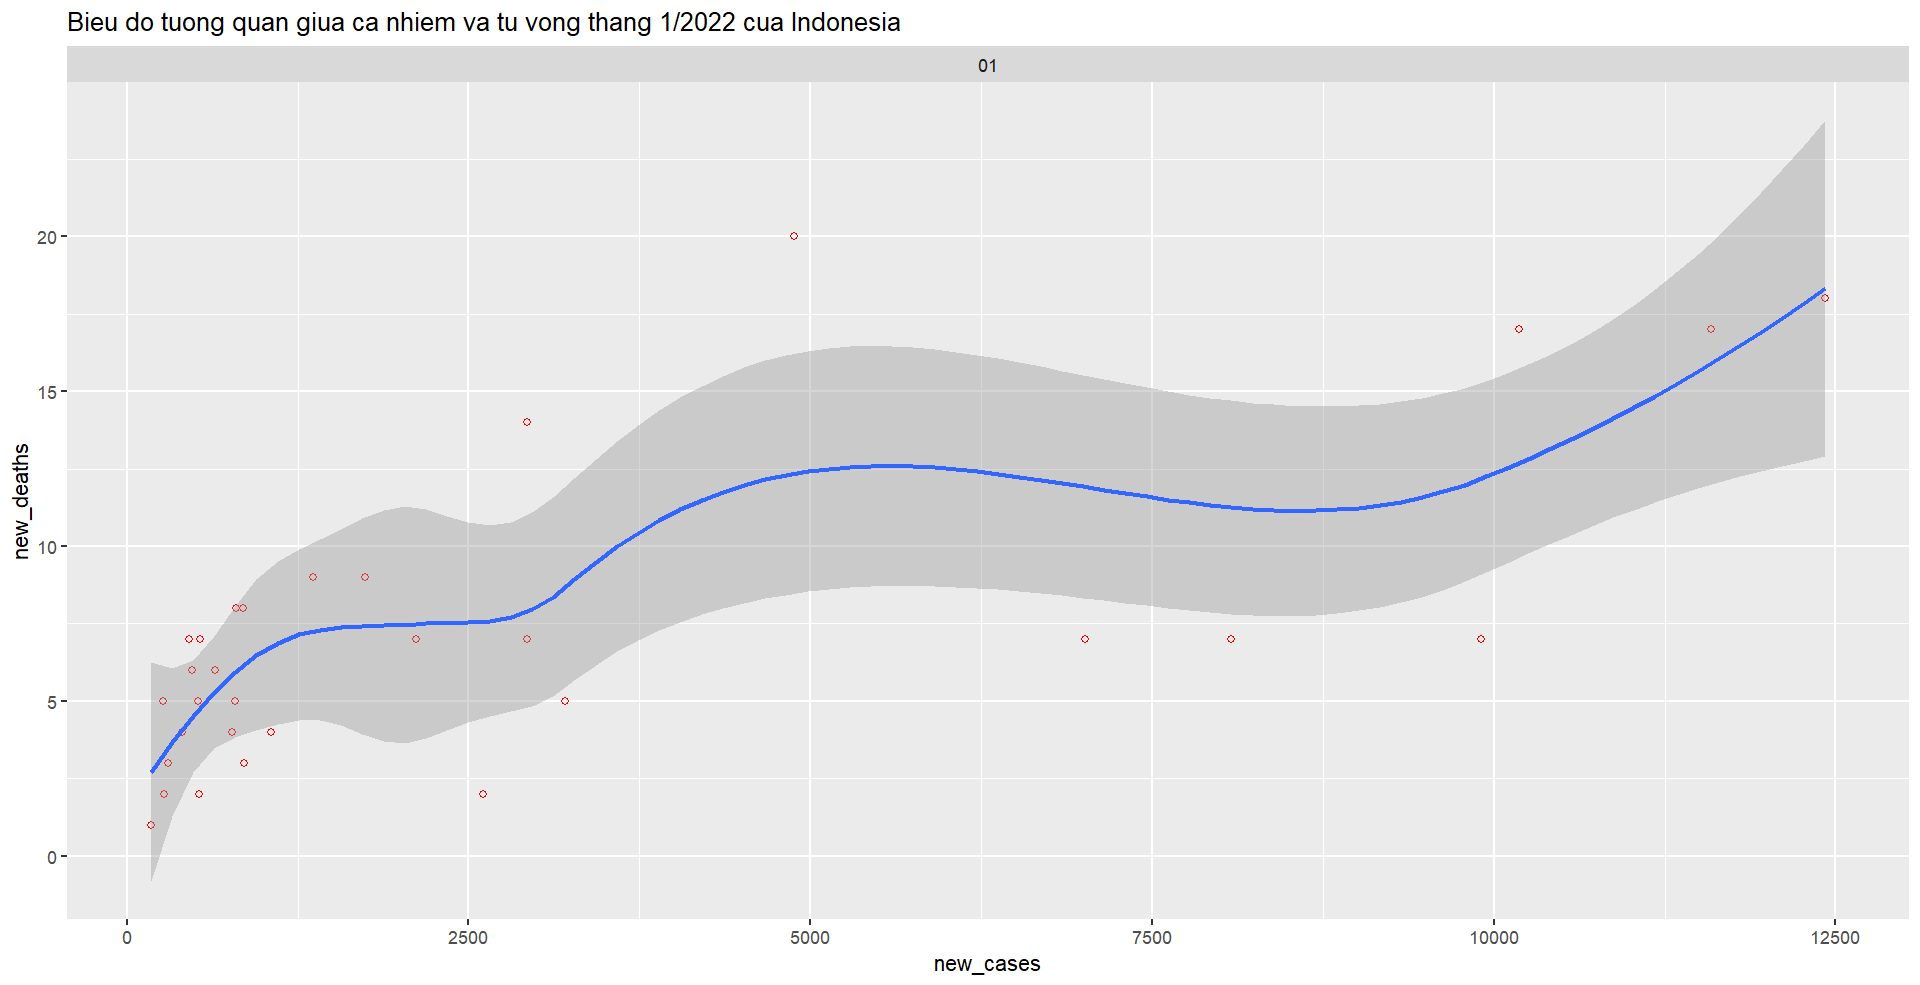 Bieu do tuong quan giua ca nhiem va tu vong thang 1/2022 cua Indonesia
01
new_deaths
20
15
10
5
0
0 2500 5000 7500 10000 12500
new_cases